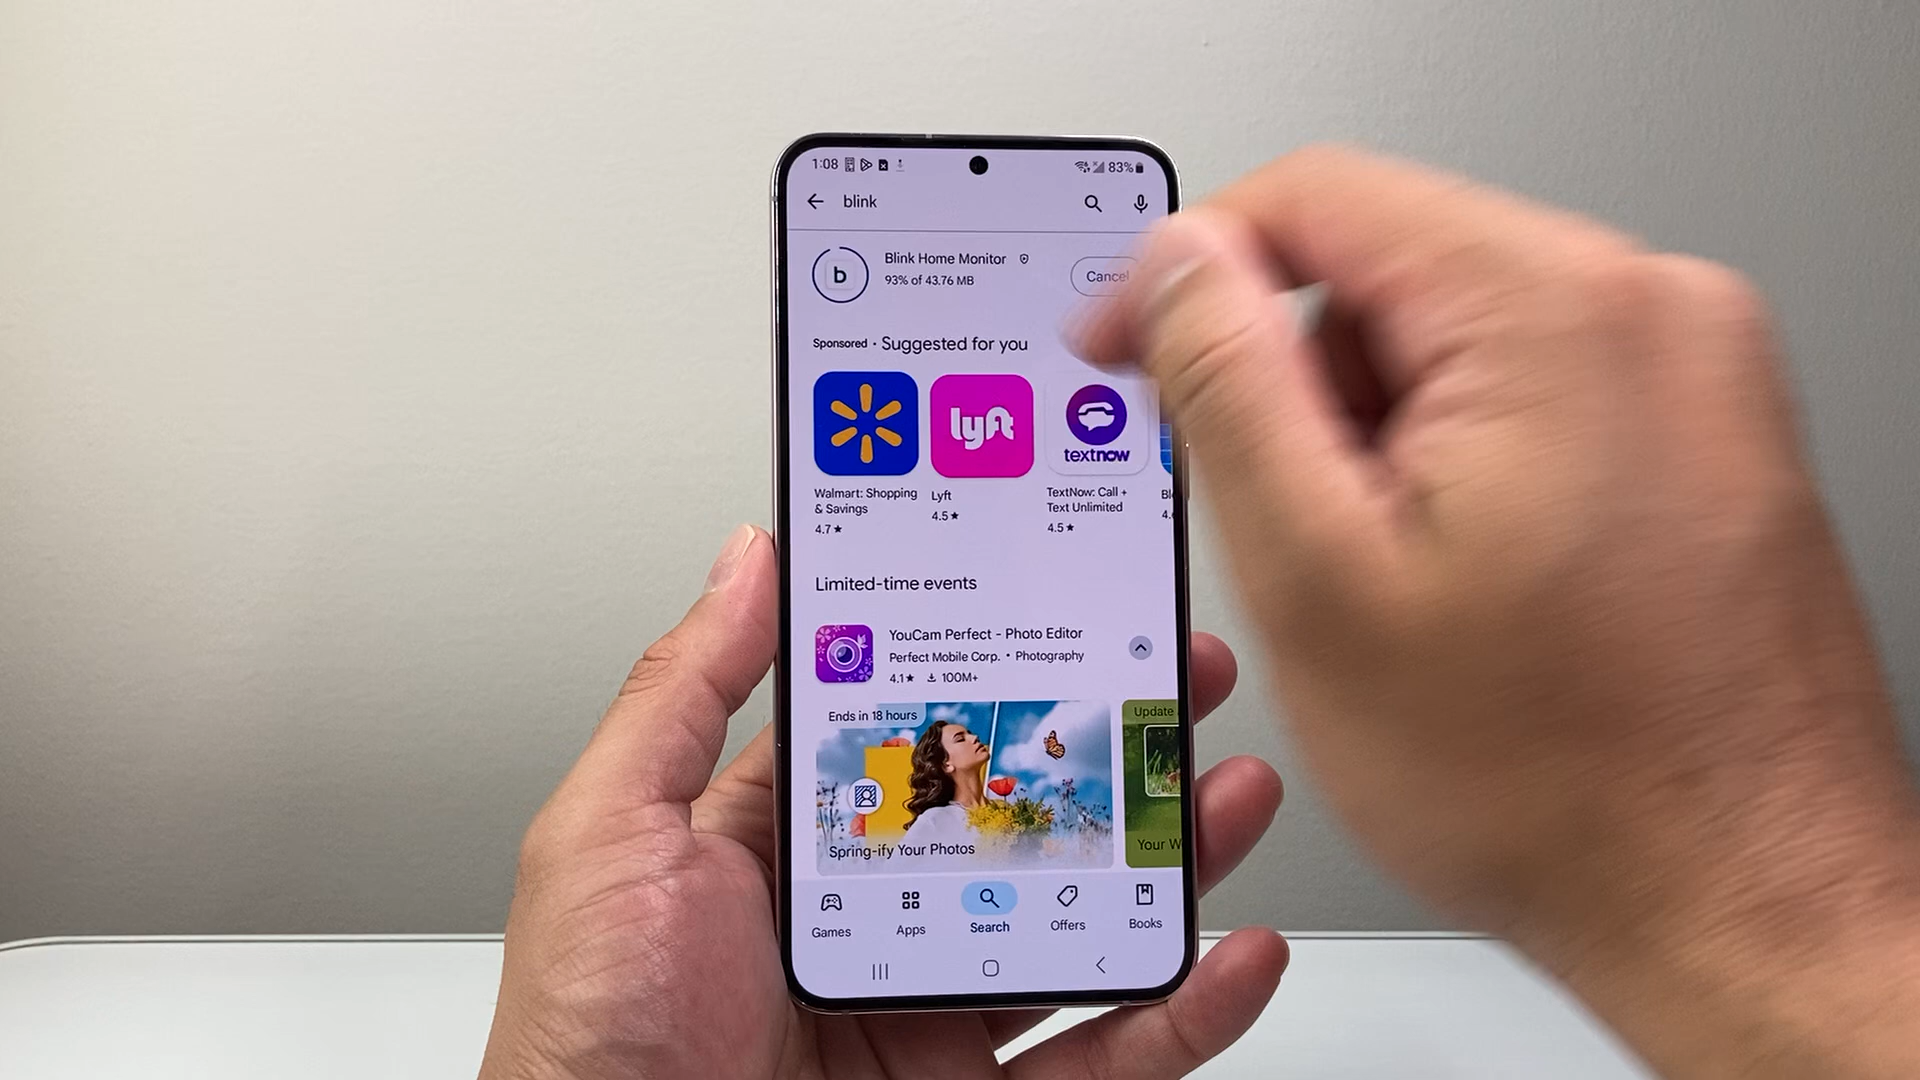 1:08
83%
blink
b
Blink Home Monitor
93% of 43.76 MB
Cancel
Sponsored · Suggested for you
lyft
textnow
Walmart: Shopping
& Savings
4.7★
Lyft
4.5★
TextNow: Call +
Text Unlimited
4.5★
Bl
4.
Limited-time events
YouCam Perfect - Photo Editor
Perfect Mobile Corp. • Photography
4.1★ 100M+
Ends in 18 hours
Spring-ify Your Photos
Update
Your W
Games
Apps
Search
Offers
Books